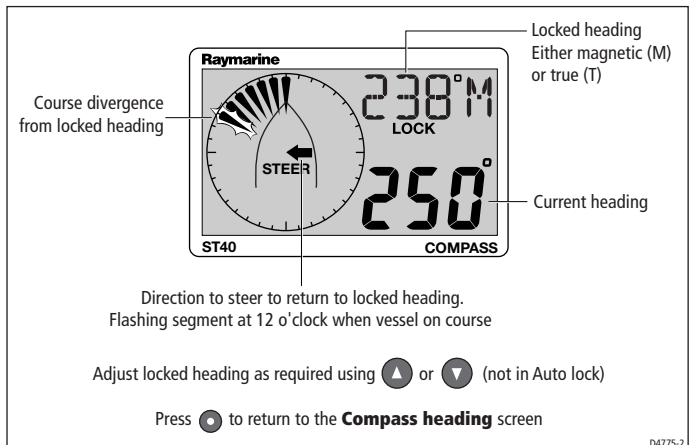 Locked heading
Either magnetic (M)
or true (T)
Raymarine
Course divergence
from locked heading
238°M
LOCK
STEER
250°
Current heading
ST40
COMPASS
Direction to steer to return to locked heading.
Flashing segment at 12 o'clock when vessel on course
Adjust locked heading as required using or (not in Auto lock)
Press to return to the Compass heading screen
D4775-2